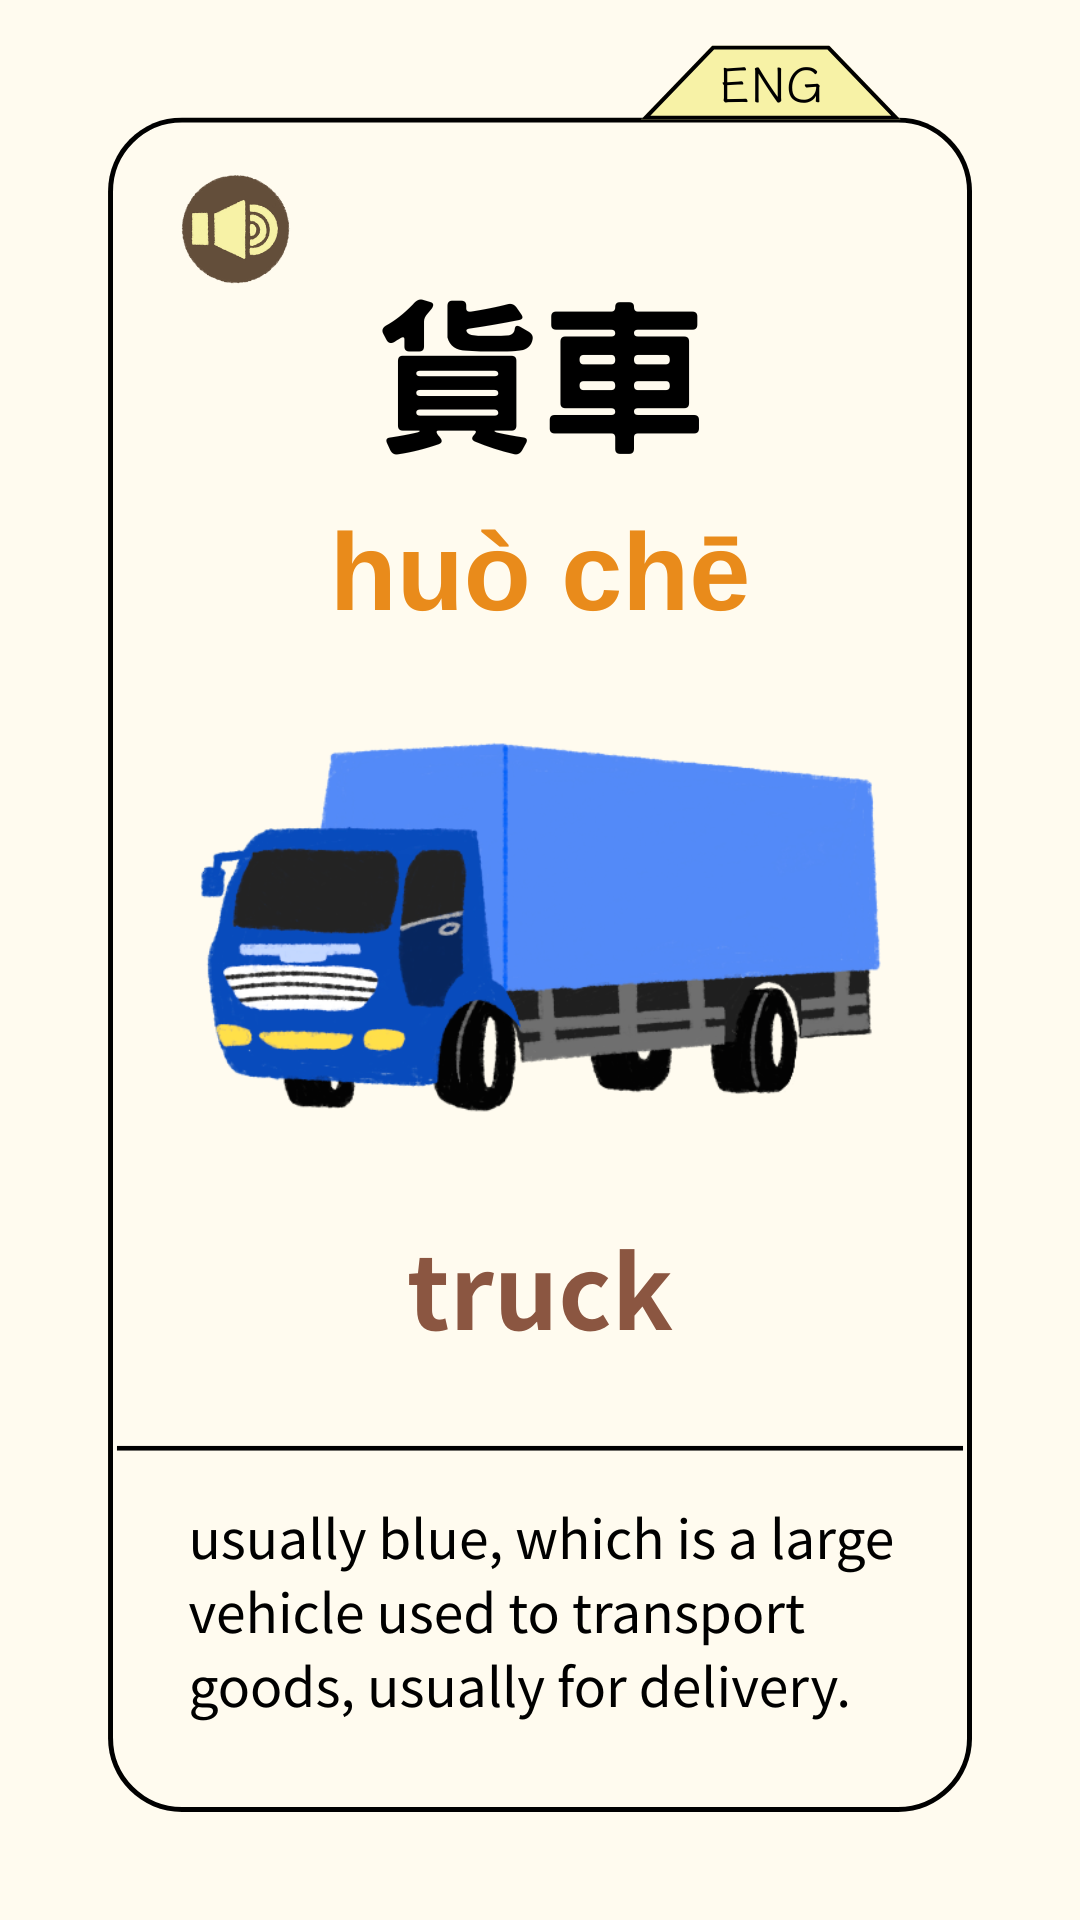 ENG
貨車
huò chē
truck
usually blue, which is a large
vehicle used to transport
goods, usually for delivery.